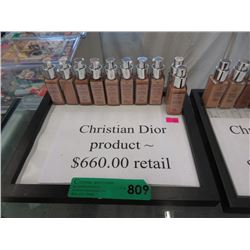 Christian Dior
product ~
$660.00 retail
809